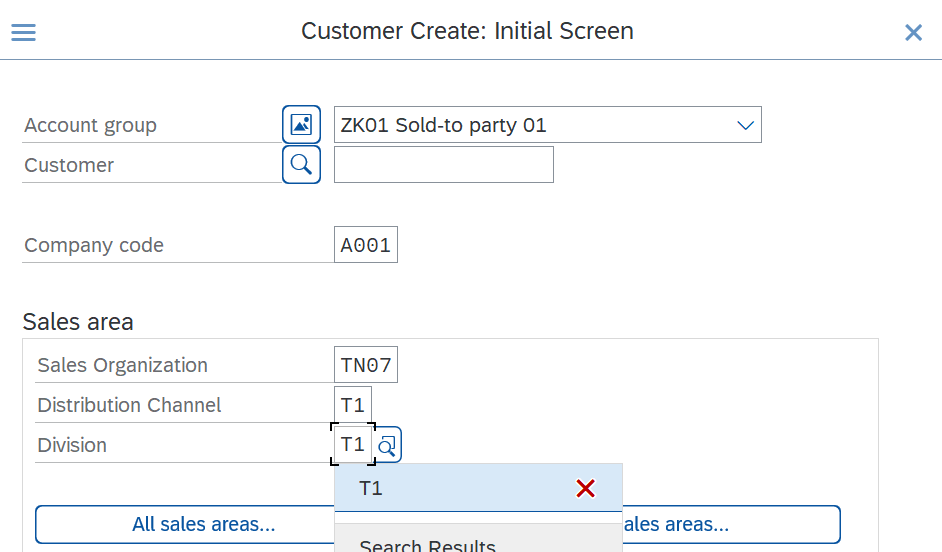 Customer Create: Initial Screen
Account group ZK01 Sold-to party 01
Customer
Company code A001
Sales area
Sales Organization TN07
Distribution Channel T1
Division T1
T1
All sales areas... ales areas...
Search Results